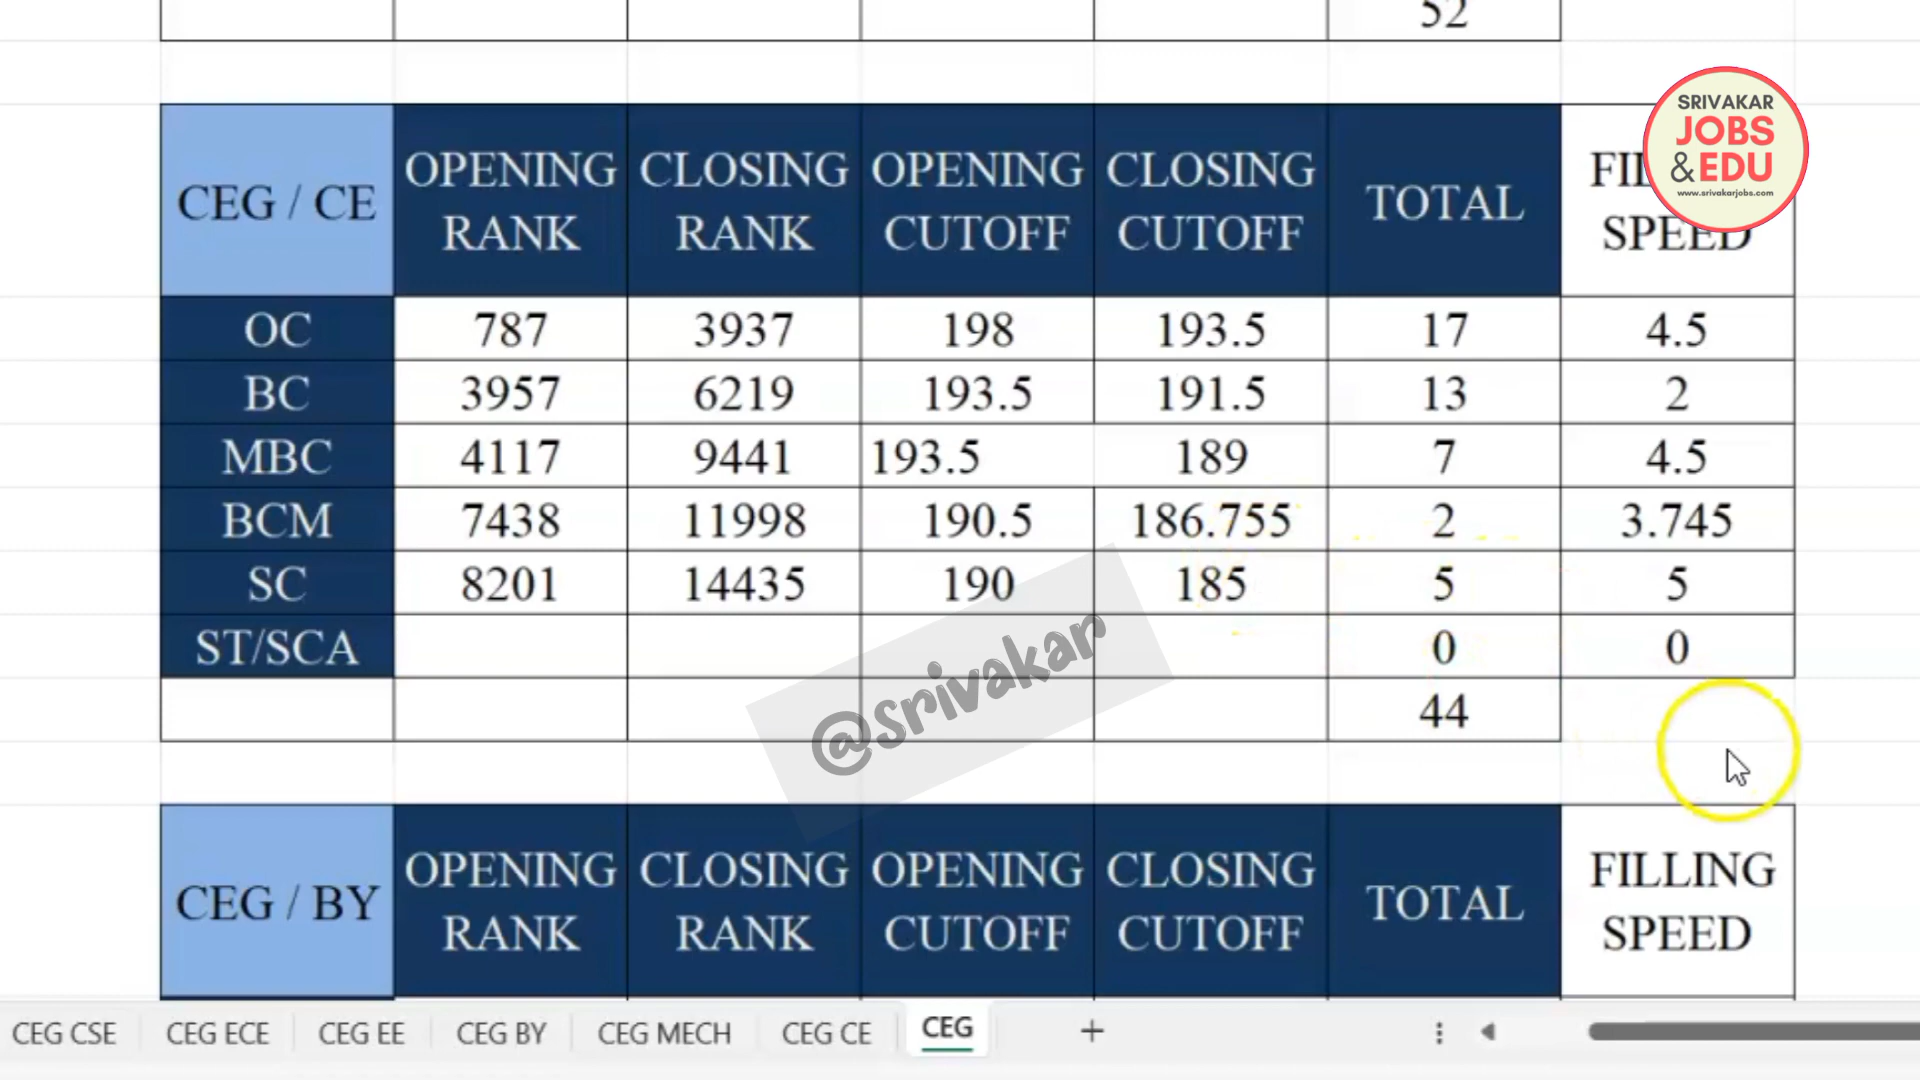 52
CEG / CE OPENING RANK CLOSING RANK OPENING CUTOFF CLOSING CUTOFF TOTAL SPEED
OC 787 3937 198 193.5 17 4.5
BC 3957 6219 193.5 191.5 13 2
MBC 4117 9441 193.5 189 7 4.5
BCM 7438 11998 190.5 186.755 2 3.745
SC 8201 14435 190 185 5 5
ST/SCA 0 0
44
CEG / BY OPENING RANK CLOSING RANK OPENING CUTOFF CLOSING CUTOFF TOTAL FILLING SPEED
CEG CSE CEG ECE CEG EE CEG BY CEG MECH CEG CE CEG +
SRIVAKAR
JOBS
&EDU
www.srivakarjobs.com
@srivakar